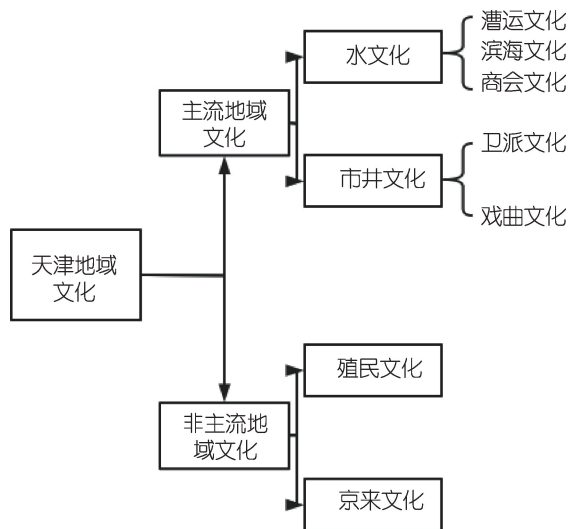 天津地域
文化
主流地域
文化
水文化
漕运文化
滨海文化
商会文化
市井文化
卫派文化
戏曲文化
非主流地
域文化
殖民文化
京来文化